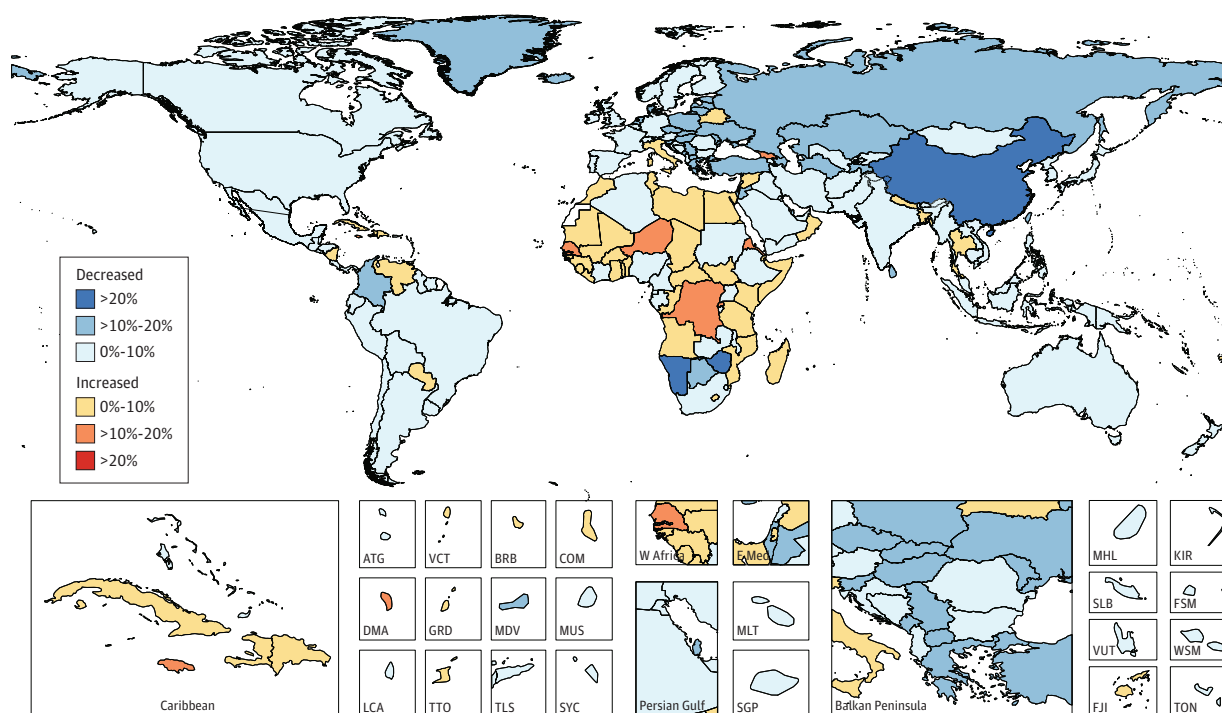 Decreased
>20%
>10%-20%
0%-10%
Increased
0%-10%
>10%-20%
>20%
Caribbean
ATG
VCT
BRB
COM
DMA
GRD
MDV
MUS
LCA
TTO
TLS
SYC
W Africa
E Med
Persian Gulf
MLT
SGP
Balkan Peninsula
MHL
KIR
SLB
FSM
VUT
WSM
FJI
TON